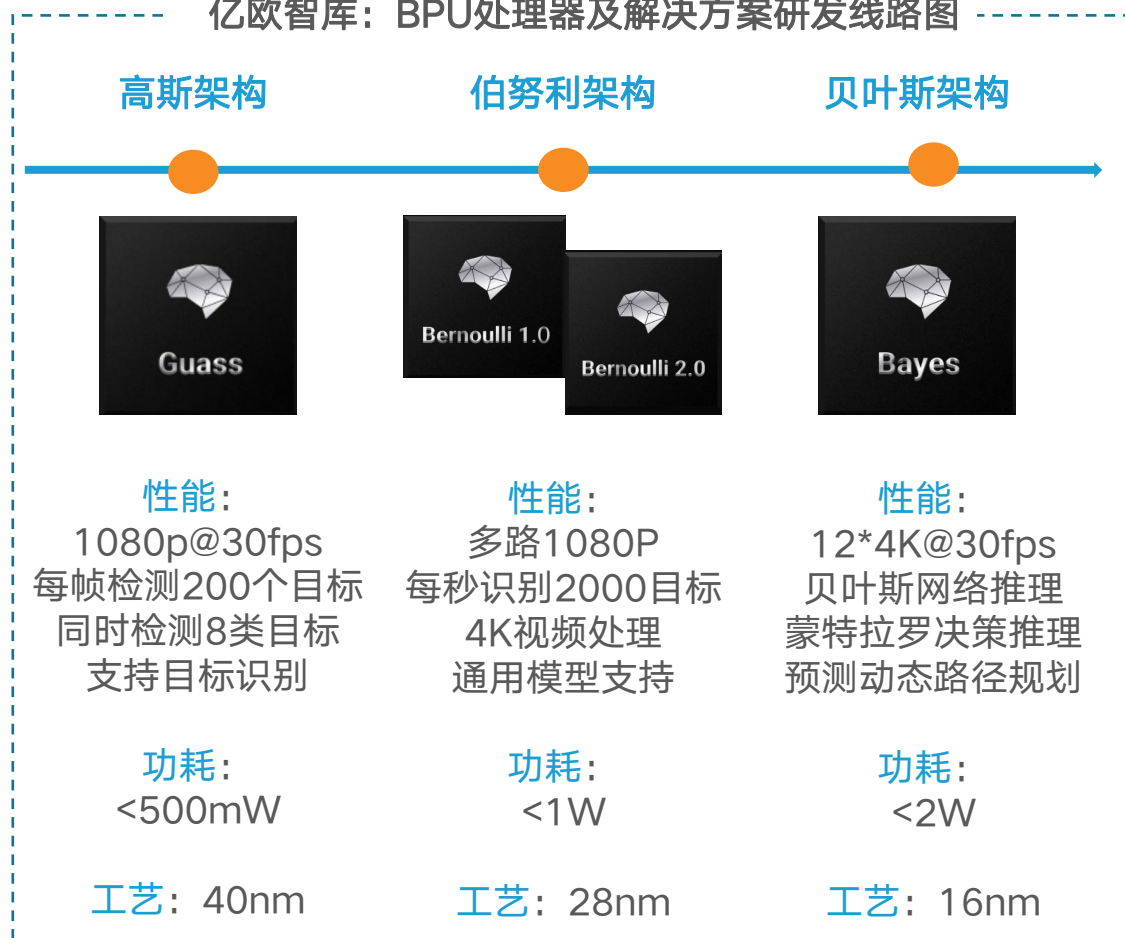 亿欧智库：BPU处理器及解决方案研发线路图
高斯架构
伯努利架构
贝叶斯架构
Guass
Bernoulli 1.0
Bernoulli 2.0
Bayes
性能：
1080p@30fps
每帧检测200个目标
同时检测8类目标
支持目标识别
功耗：
<500mW
工艺：40nm
性能：
多路1080P
每秒识别2000目标
4K视频处理
通用模型支持
功耗：
<1W
工艺：28nm
性能：
12*4K@30fps
贝叶斯网络推理
蒙特拉罗决策推理
预测动态路径规划
功耗：
<2W
工艺：16nm